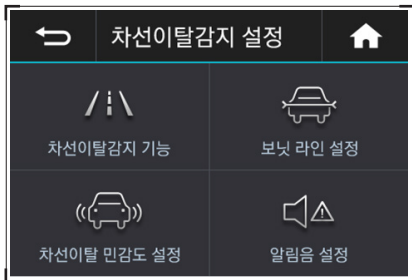 차선이탈감지 설정
차선이탈감지 기능
보닛 라인 설정
차선이탈 민감도 설정
알림음 설정